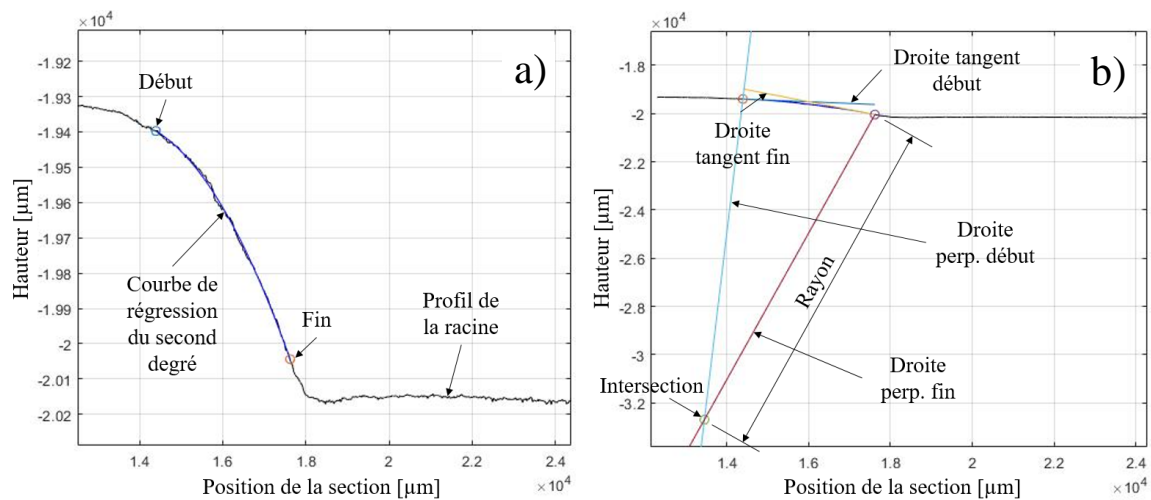 ×10⁴
-1.92
-1.93
-1.94
-1.95
-1.96
-1.97
-1.98
-1.99
-2
-2.01
-2.02
Hauteur [µm]
a)
Début
Courbe de
régression
du second
degré
Fin
Profil de
la racine
1.4
1.6
1.8
2
2.2
2.4
Position de la section [µm]
×10⁴
×10⁴
-1.8
-2
-2.2
-2.4
-2.6
-2.8
-3
-3.2
Hauteur [µm]
b)
Droite tangent
début
Droite
tangent fin
Droite
perp. début
Rayon
Droite
perp. fin
Intersection
1.4
1.6
1.8
2
2.2
2.4
Position de la section [µm]
×10⁴